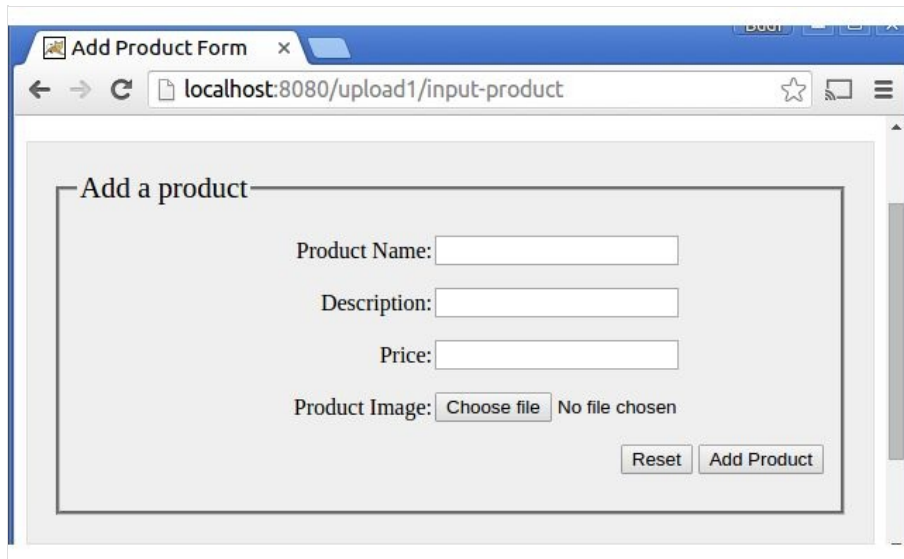 Add Product Form
localhost:8080/upload1/input-product
Add a product
Product Name:
Description:
Price:
Product Image: Choose file No file chosen
Reset Add Product